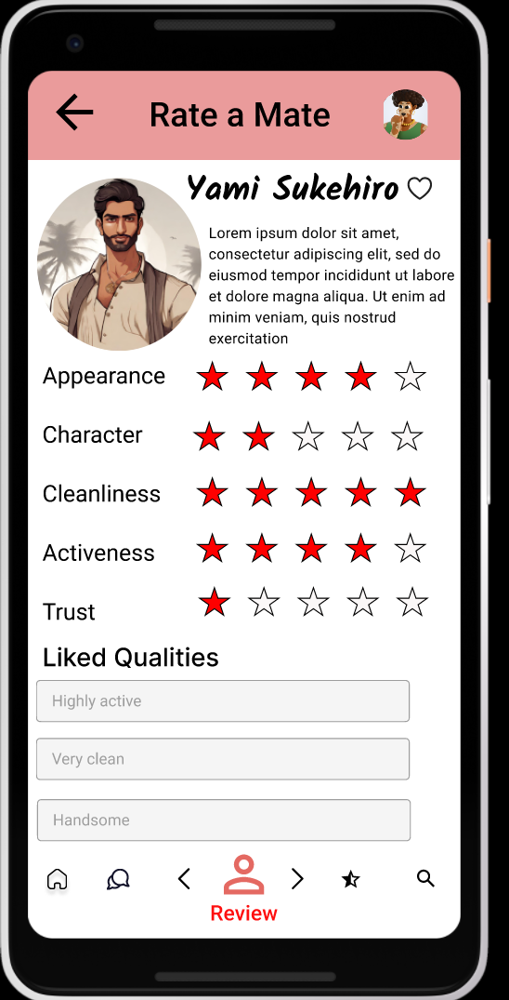 Rate a Mate
Yami Sukehiro
Lorem ipsum dolor sit amet,
consectetur adipiscing elit, sed do
eiusmod tempor incididunt ut labore
et dolore magna aliqua. Ut enim ad
minim veniam, quis nostrud
exercitation
Appearance
Character
Cleanliness
Activeness
Trust
Liked Qualities
Highly active
Very clean
Handsome
Review